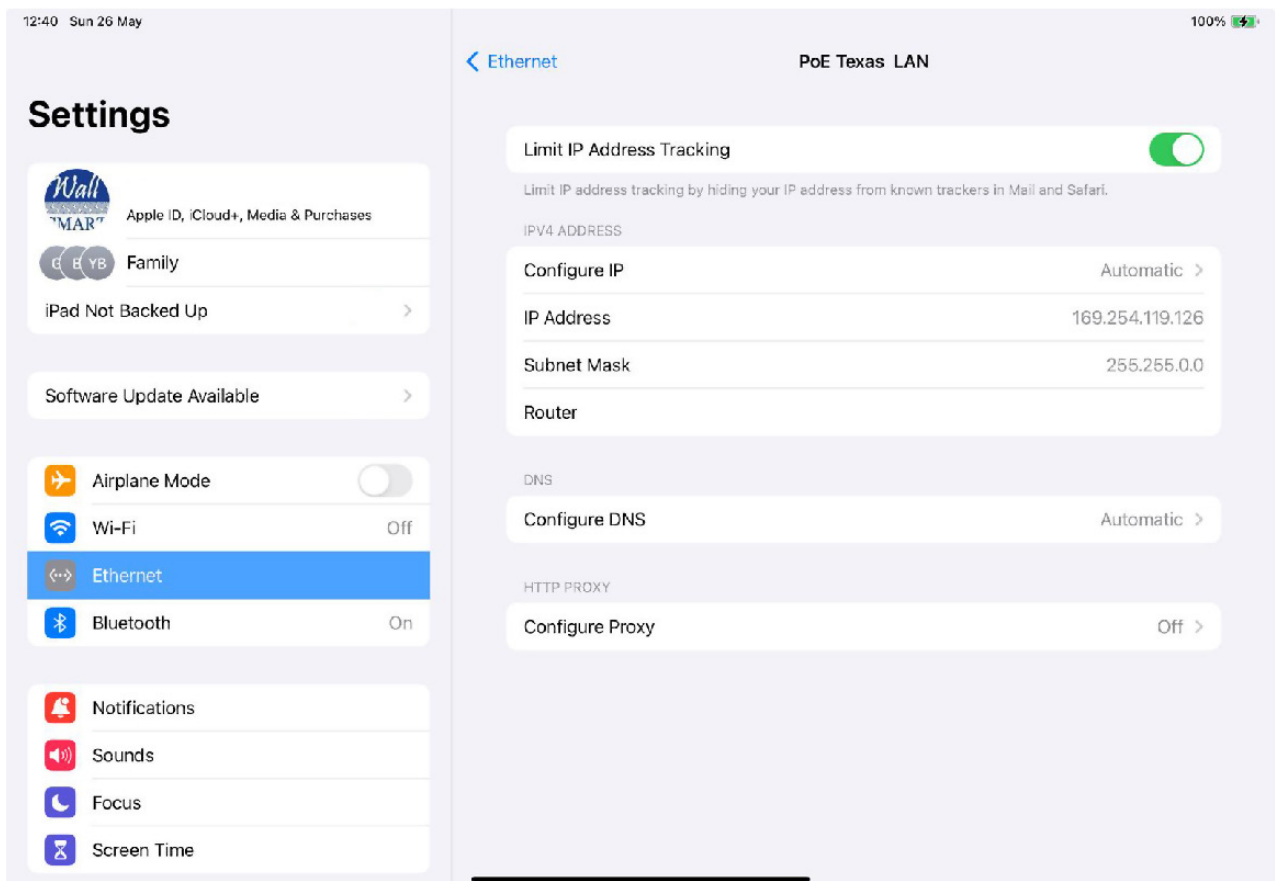 12:40 Sun 26 May
100%
Settings
Wall
"MART
Apple ID, iCloud+, Media & Purchases
YB
Family
iPad Not Backed Up
Software Update Available
Airplane Mode
Wi-Fi
Off
Ethernet
Bluetooth
On
Notifications
Sounds
Focus
Screen Time
Ethernet
PoE Texas LAN
Limit IP Address Tracking
Limit IP address tracking by hiding your IP address from known trackers in Mail and Safari.
IPV4 ADDRESS
Configure IP
Automatic
IP Address
169.254.119.126
Subnet Mask
255.255.0.0
Router
DNS
Configure DNS
Automatic
HTTP PROXY
Configure Proxy
Off